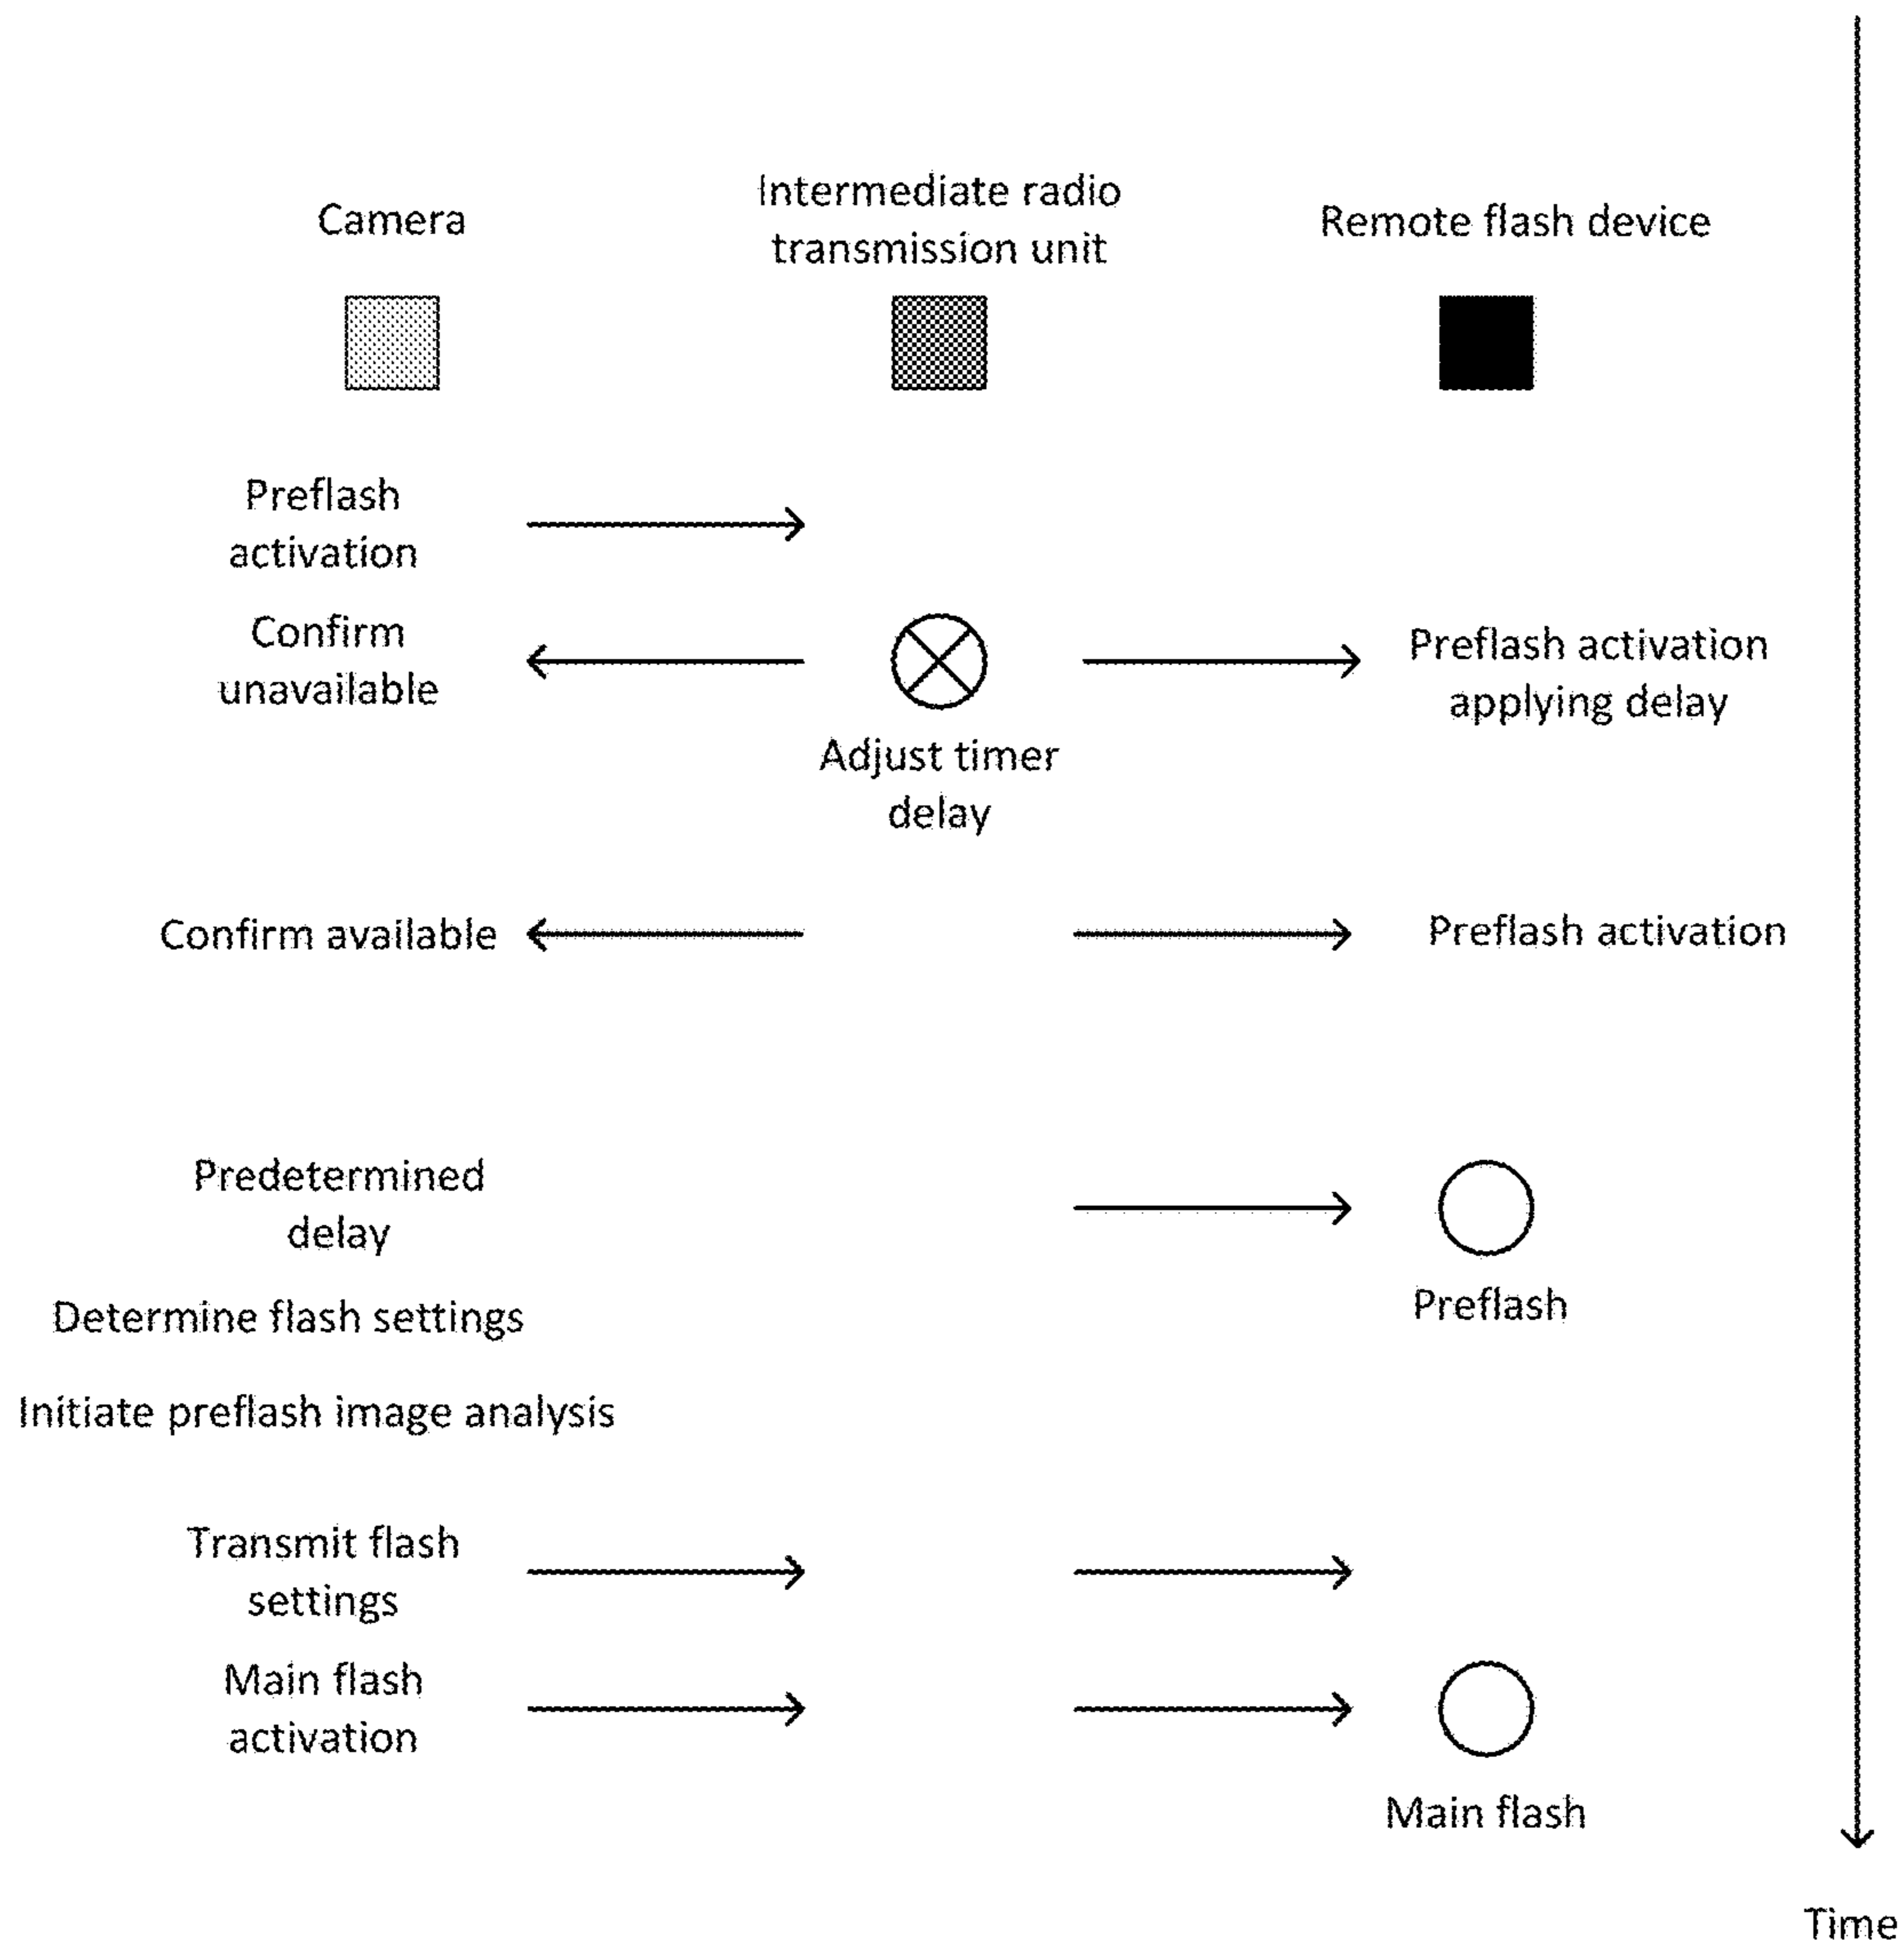 Camera
Intermediate radio
transmission unit
Remote flash device
Preflash
activation
Confirm
unavailable
Adjust timer
delay
Preflash activation
applying delay
Confirm available
Preflash activation
Predetermined
delay
Preflash
Determine flash settings
Initiate preflash image analysis
Transmit flash
settings
Main flash
activation
Main flash
Time